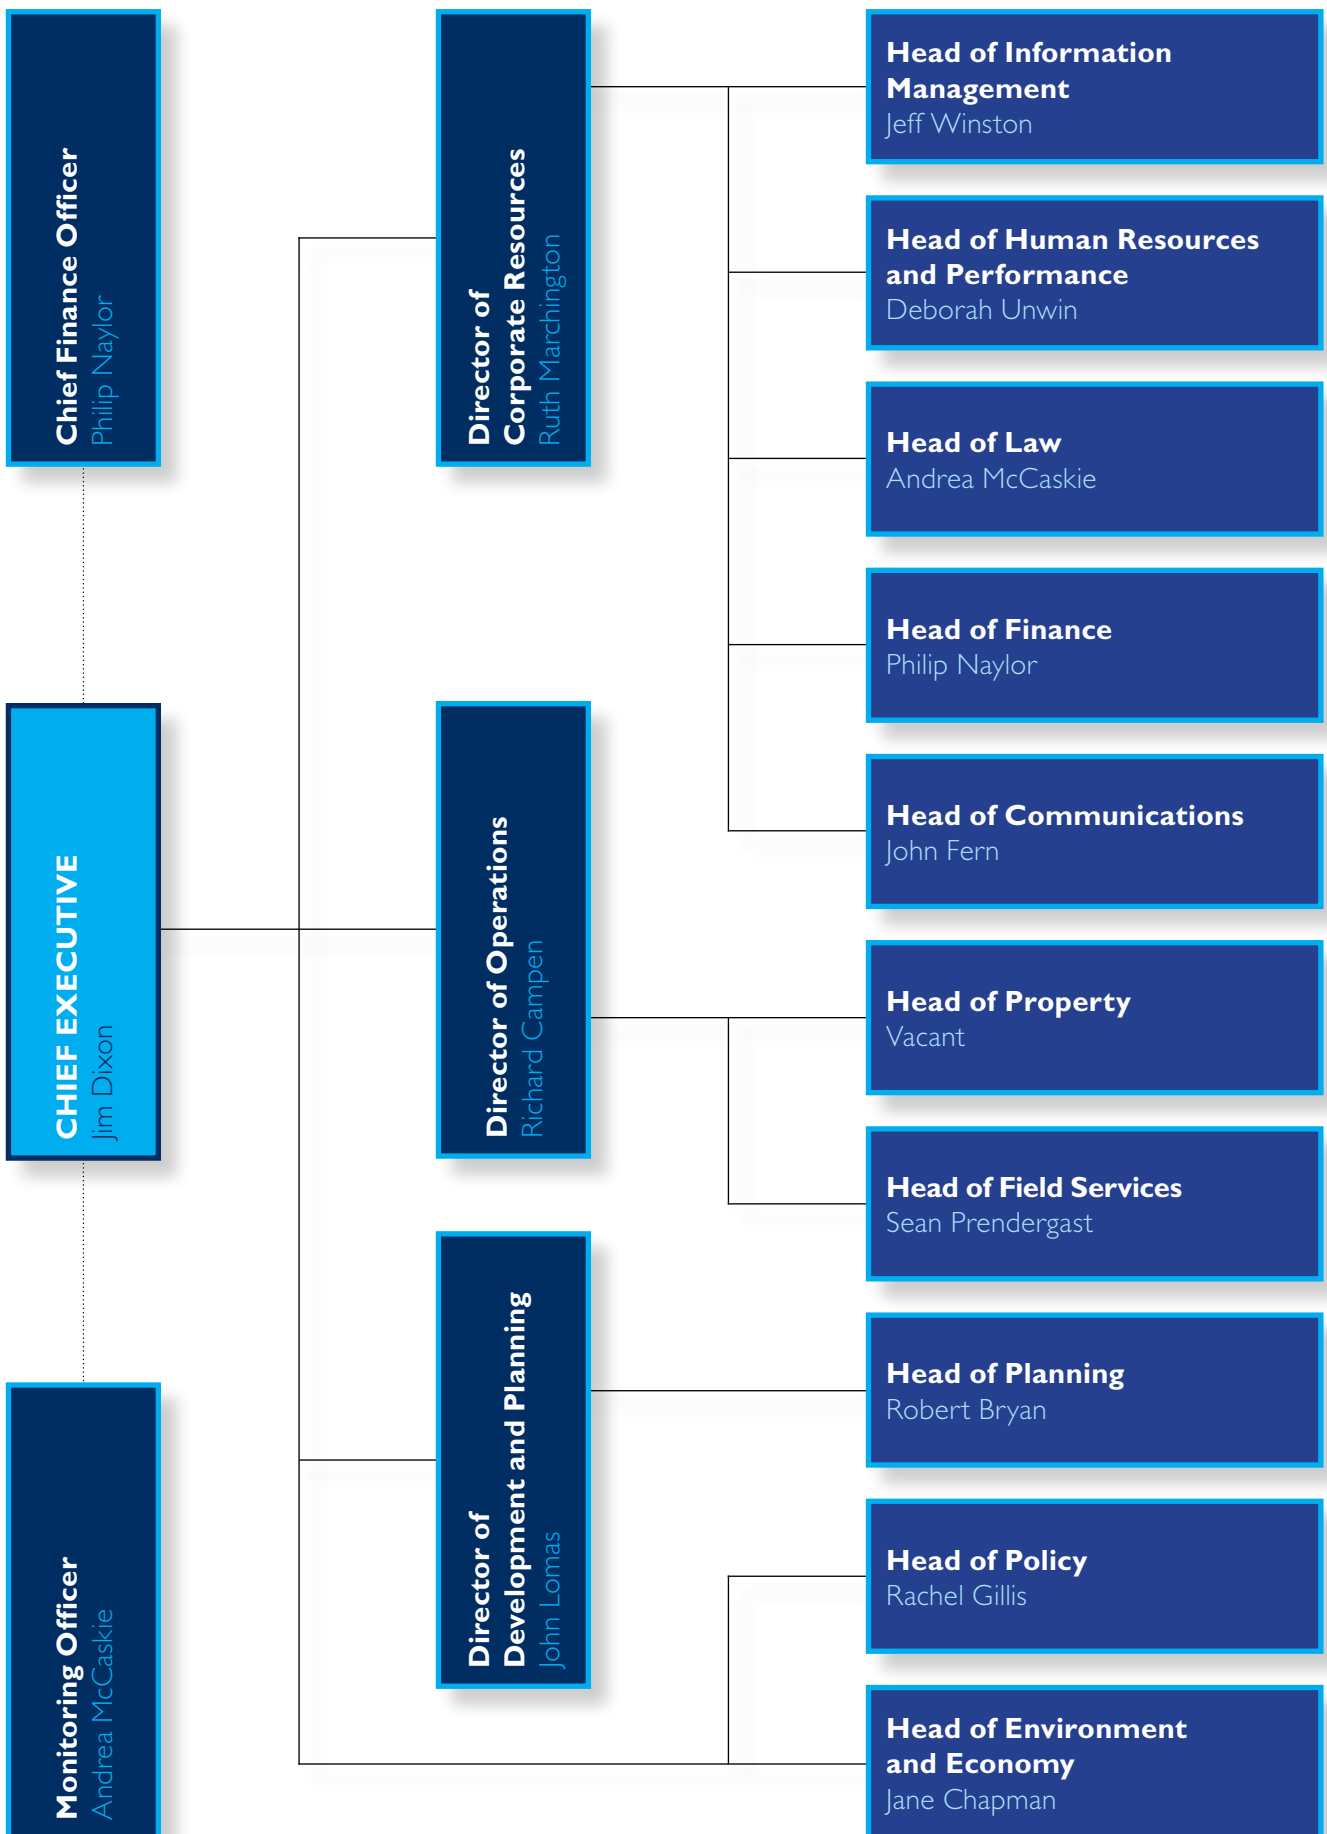 Chief Finance Officer
Philip Naylor
CHIEF EXECUTIVE
Jim Dixon
Monitoring Officer
Andrea McCaskie
Director of
Corporate Resources
Ruth Marchington
Director of Operations
Richard Campen
Director of
Development and Planning
John Lomas
Head of Information
Management
Jeff Winston
Head of Human Resources
and Performance
Deborah Unwin
Head of Law
Andrea McCaskie
Head of Finance
Philip Naylor
Head of Communications
John Fern
Head of Property
Vacant
Head of Field Services
Sean Prendergast
Head of Planning
Robert Bryan
Head of Policy
Rachel Gillis
Head of Environment
and Economy
Jane Chapman